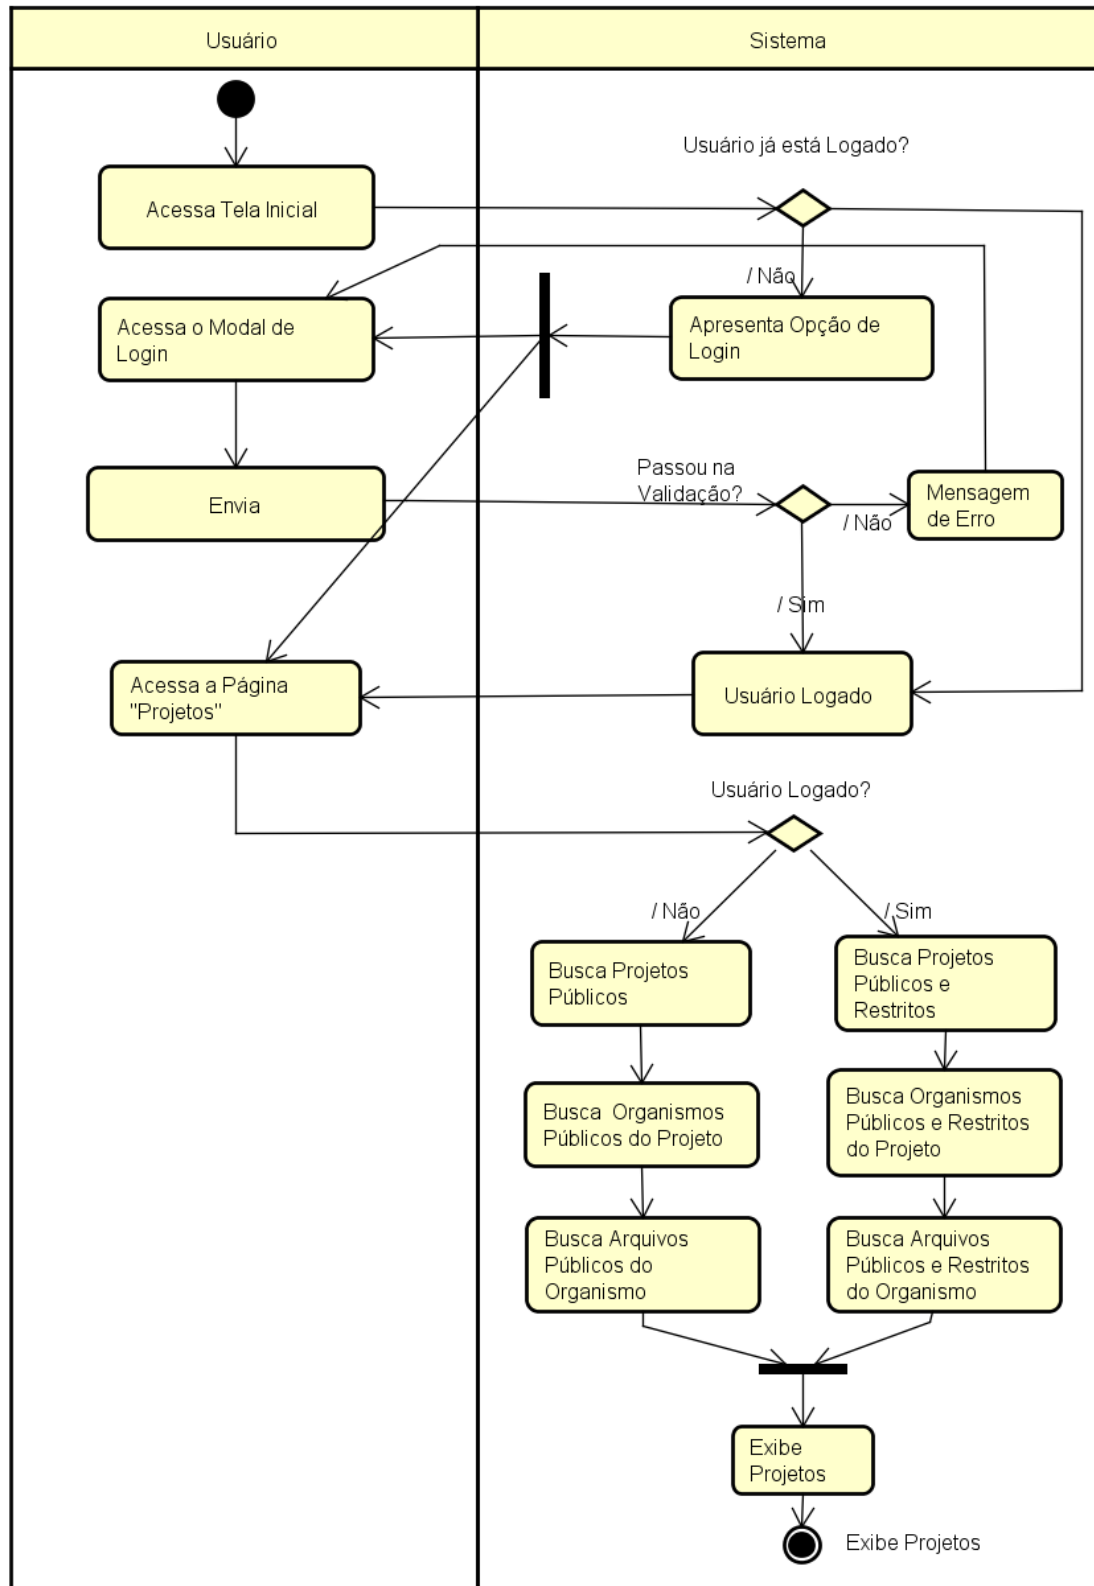 Usuário
Sistema
Usuário já está Logado?
Acessa Tela Inicial
/ Não
Acessa o Modal de
Login
Apresenta Opção de
Login
Passou na
Validação?
Envia
/ Não
Mensagem
de Erro
/ Sim
Acessa a Página
"Projetos"
Usuário Logado
Usuário Logado?
/ Não
/ Sim
Busca Projetos
Públicos
Busca Projetos
Públicos e
Restritos
Busca  Organismos
Públicos do Projeto
Busca Organismos
Públicos e Restritos
do Projeto
Busca Arquivos
Públicos do
Organismo
Busca Arquivos
Públicos e Restritos
do Organismo
Exibe
Projetos
Exibe Projetos